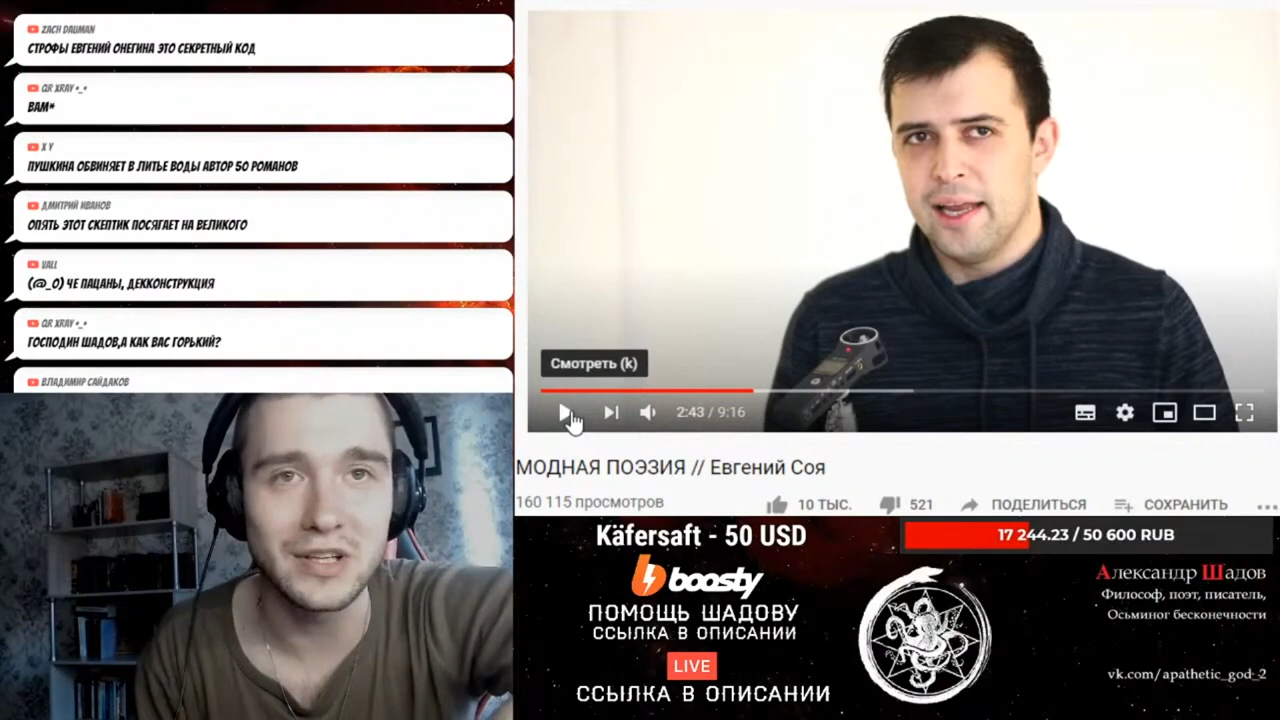 ZACH DAUMAN
СТРОФЫ ЕВГЕНИЙ ОНЕГИНА ЭТО СЕКРЕТНЫЙ КОД
QR XRAY •_•
ВАМ*
X Y
ПУШКИНА ОБВИНЯЕТ В ЛИТЬЕ ВОДЫ АВТОР 50 РОМАНОВ
ДМИТРИЙ ИВАНОВ
ОПЯТЬ ЭТОТ СКЕПТИК ПОСЯГАЕТ НА ВЕЛИКОГО
VALL
(@_O) ЧЕ ПАЦАНЫ, ДЕККОНСТРУКЦИЯ
QR XRAY •_•
ГОСПОДИН ШАДОВ,А КАК ВАС ГОРЬКИЙ?
ВЛАДИМИР САЙДАКОВ
Смотреть (k)
2:43 / 9:16
МОДНАЯ ПОЭЗИЯ // Евгений Соя
160 115 просмотров
10 ТЫС.
521
ПОДЕЛИТЬСЯ
СОХРАНИТЬ
Käfersaft - 50 USD
boosty
ПОМОЩЬ ШАДОВУ
ССЫЛКА В ОПИСАНИИ
LIVE
ССЫЛКА В ОПИСАНИИ
17 244.23 / 50 600 RUB
Александр Шадов
Философ, поэт, писатель,
Осьминог бесконечности
vk.com/apathetic_god_2